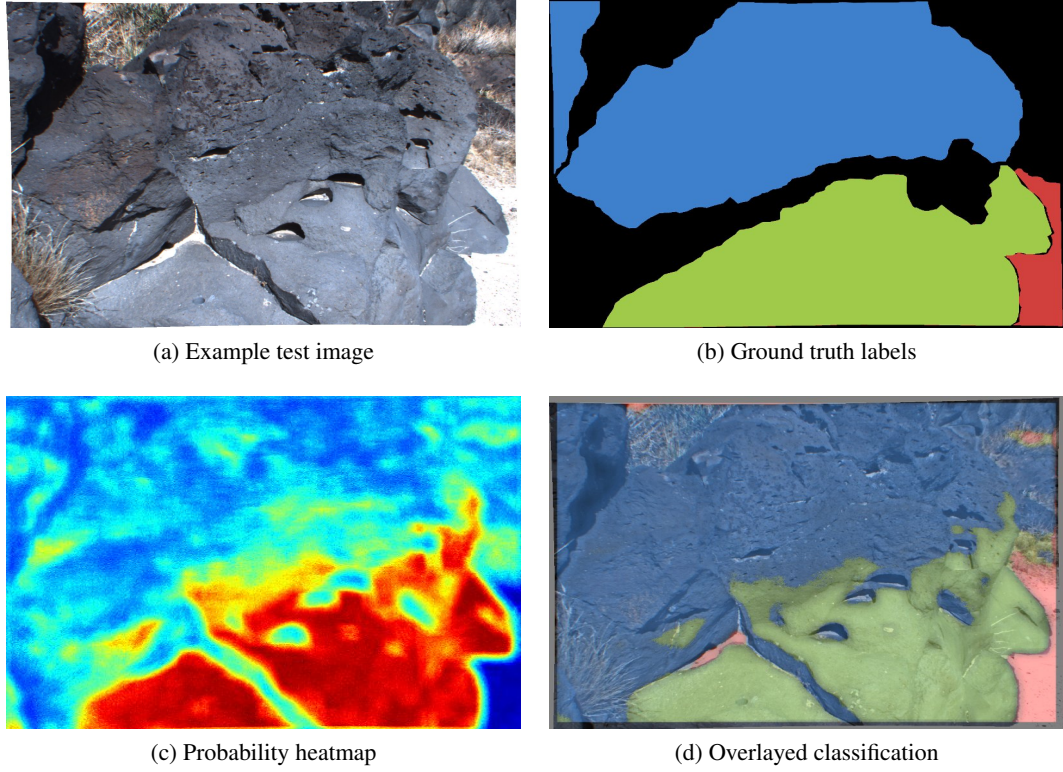 (a) Example test image
(b) Ground truth labels
(c) Probability heatmap
(d) Overlayed classification